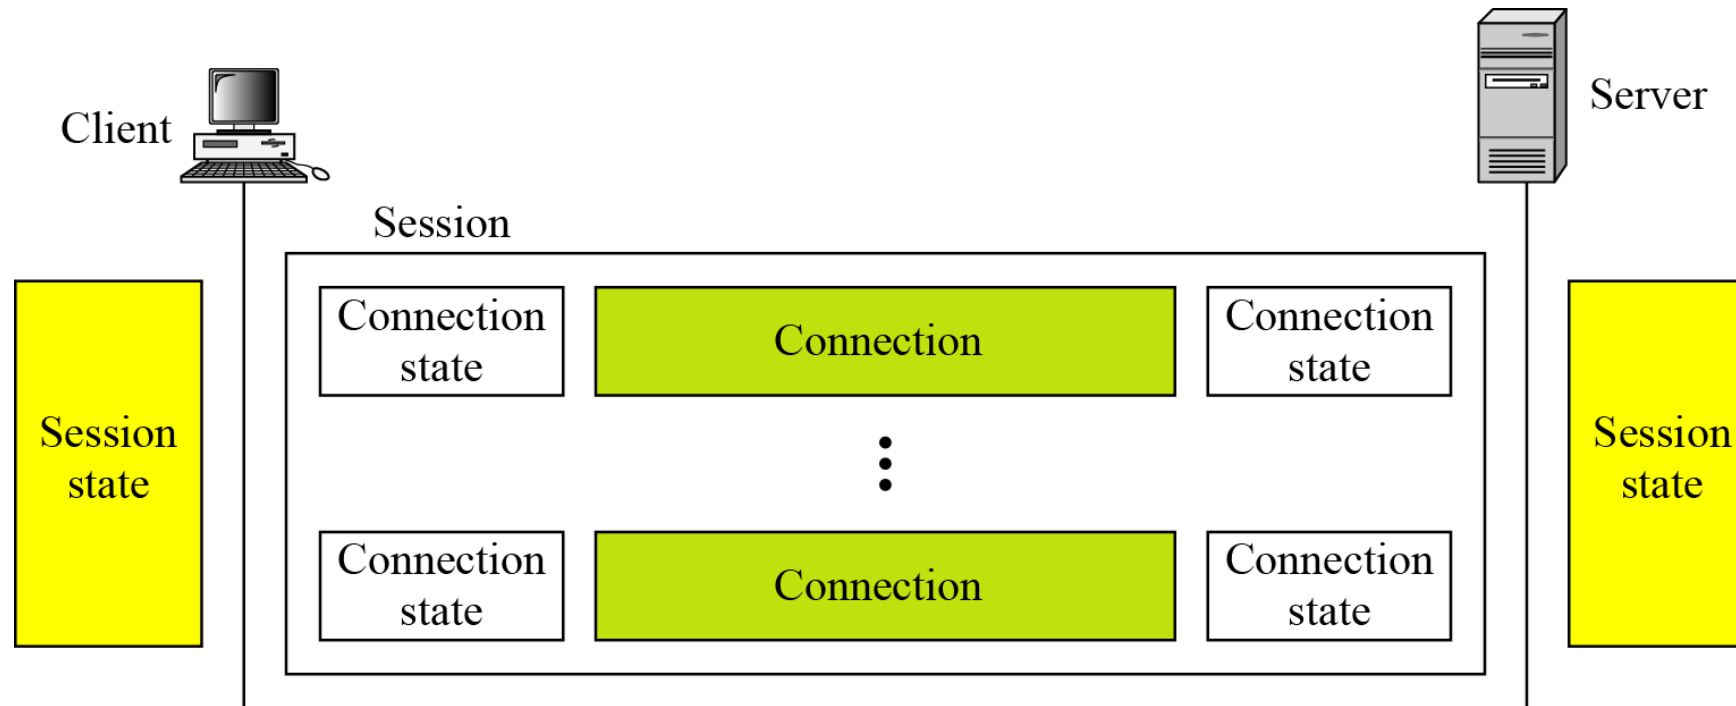 Client
Server
Session
Session
state
Connection
state
Connection
Connection
state
Session
state
Connection
state
Connection
Connection
state